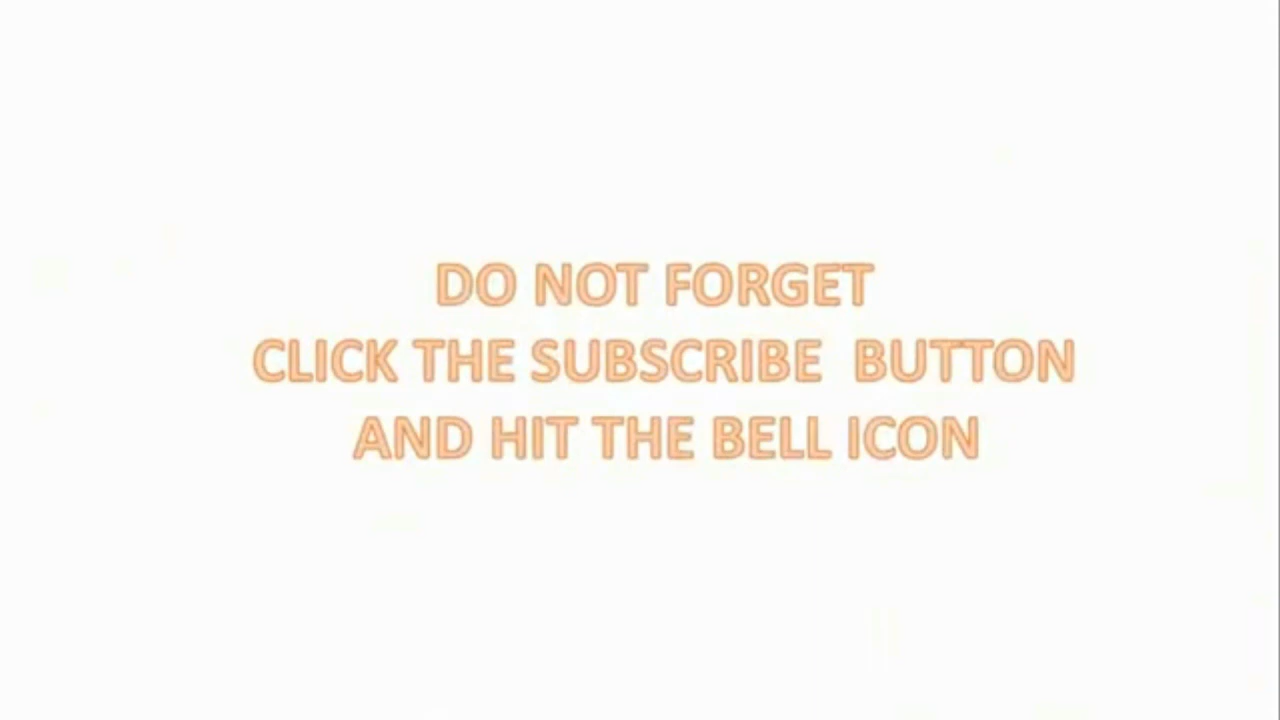 DO NOT FORGET
CLICK THE SUBSCRIBE BUTTON
AND HIT THE BELL ICON